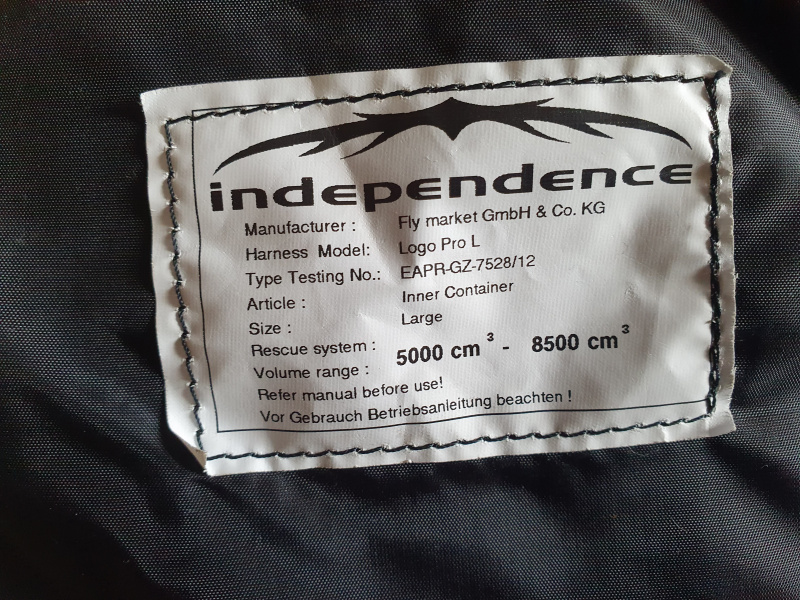 independence
Manufacturer : Fly market GmbH & Co. KG
Harness Model: Logo Pro L
Type Testing No.: EAPR-GZ-7528/12
Article : Inner Container
Size : Large
Rescue system :
Volume range : 5000 cm³ - 8500 cm³
Refer manual before use!
Vor Gebrauch Betriebsanleitung beachten !